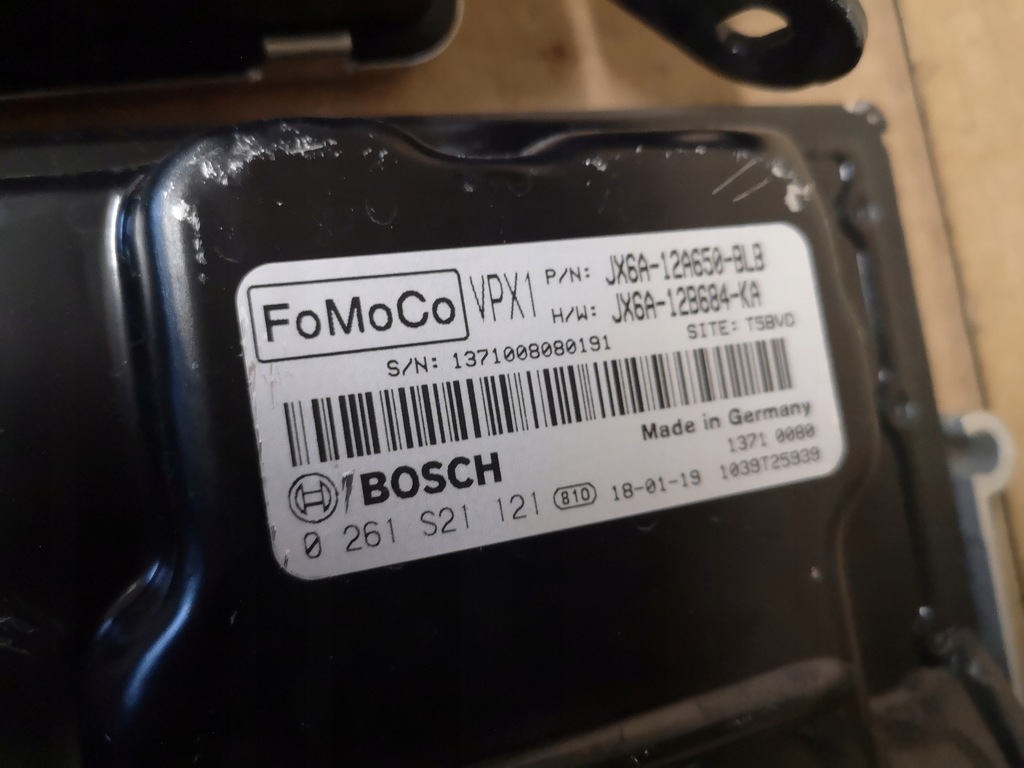 FoMoCo VPX1 P/N: JX6A-12A650-BLB
H/W: JX6A-12B684-KA
S/N: 1371008080191 SITE: T5BVD
Made in Germany
BOSCH 1371 0080
0 261 S21 121 810 18-01-19 1039T25939